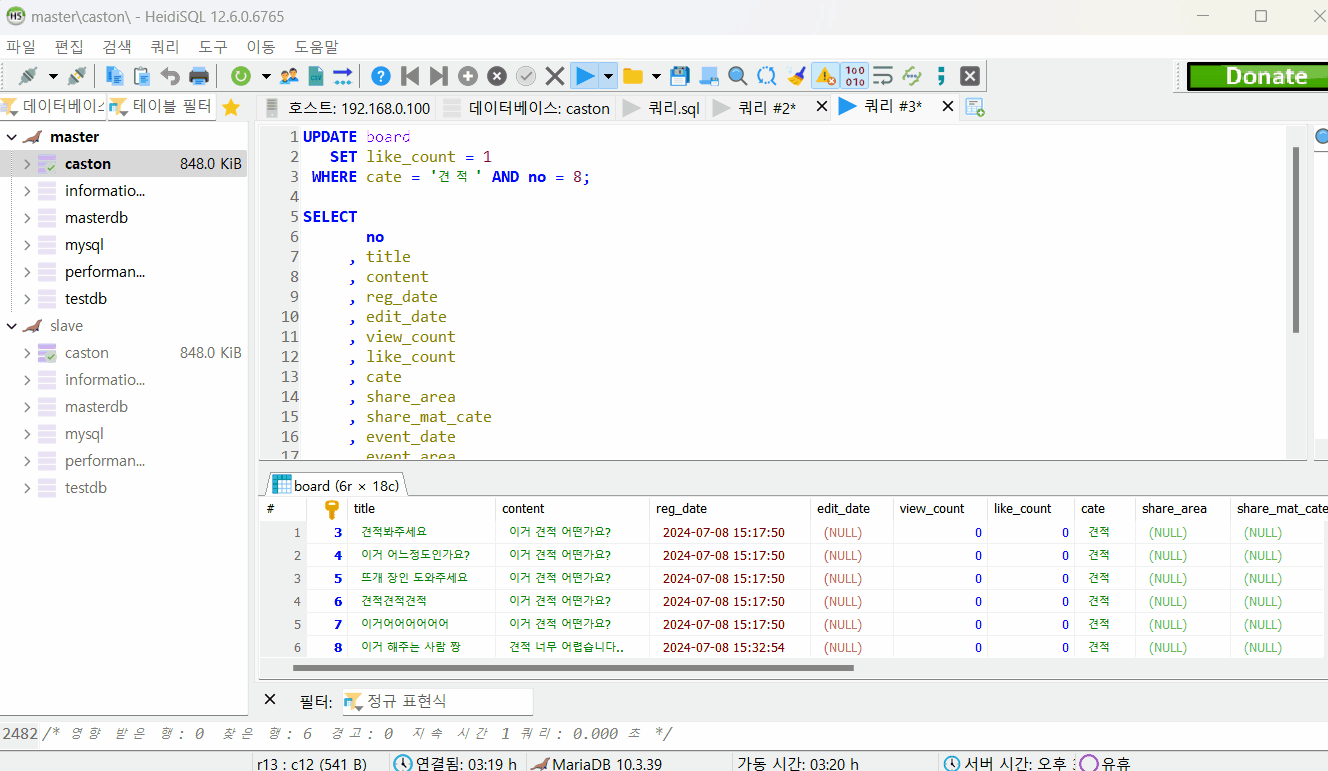 master\caston\ - HeidiSQL 12.6.0.6765
파일 편집 검색 쿼리 도구 이동 도움말
Donate
데이터베이스 테이블 필터 호스트: 192.168.0.100 데이터베이스: caston 쿼리.sql 쿼리 #2* 쿼리 #3*
master
caston 848.0 KiB
informatio...
masterdb
mysql
performan...
testdb
slave
caston 848.0 KiB
informatio...
masterdb
mysql
performan...
testdb
1 UPDATE board
2 SET like_count = 1
3 WHERE cate = '견적' AND no = 8;
4
5 SELECT
6 no
7 , title
8 , content
9 , reg_date
10 , edit_date
11 , view_count
12 , like_count
13 , cate
14 , share_area
15 , share_mat_cate
16 , event_date
17 event_area
board (6r × 18c)
# title content reg_date edit_date view_count like_count cate share_area share_mat_cate
1 3 견적봐주세요 이거 견적 어떤가요? 2024-07-08 15:17:50 (NULL) 0 0 견적 (NULL) (NULL)
2 4 이거 어느정도인가요? 이거 견적 어떤가요? 2024-07-08 15:17:50 (NULL) 0 0 견적 (NULL) (NULL)
3 5 뜨개 장인 도와주세요 이거 견적 어떤가요? 2024-07-08 15:17:50 (NULL) 0 0 견적 (NULL) (NULL)
4 6 견적견적견적 이거 견적 어떤가요? 2024-07-08 15:17:50 (NULL) 0 0 견적 (NULL) (NULL)
5 7 이거어어어어어어 이거 견적 어떤가요? 2024-07-08 15:17:50 (NULL) 0 0 견적 (NULL) (NULL)
6 8 이거 해주는 사람 짱 견적 너무 어렵습니다.. 2024-07-08 15:32:54 (NULL) 0 0 견적 (NULL) (NULL)
필터: 정규 표현식
2482 /* 영향 받은 행: 0 찾은 행: 6 경고: 0 지속 시간 1 쿼리: 0.000 초 */
r13 : c12 (541 B) 연결됨: 03:19 h MariaDB 10.3.39 가동 시간: 03:20 h 서버 시간: 오후 유휴